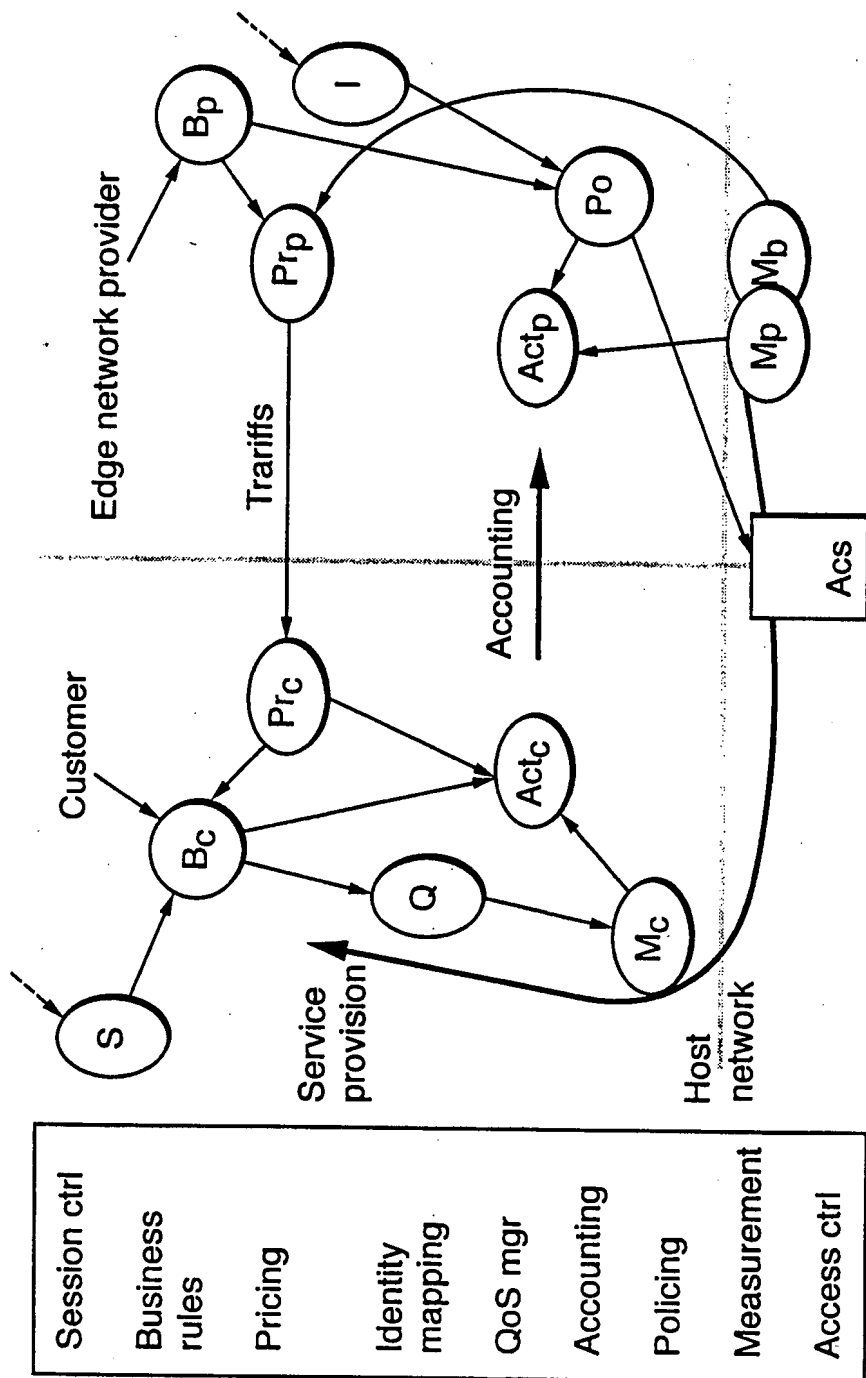 Session ctrl
Business
rules
Pricing
Identity
mapping
QoS mgr
Accounting
Policing
Measurement
Access ctrl
S
Customer
Edge network provider
Bc
Bp
Prc
Trariffs
Prp
I
Service
provision
Q
Actc
Accounting
Actp
Po
Mc
Host
network
Mp
Mb
Acs